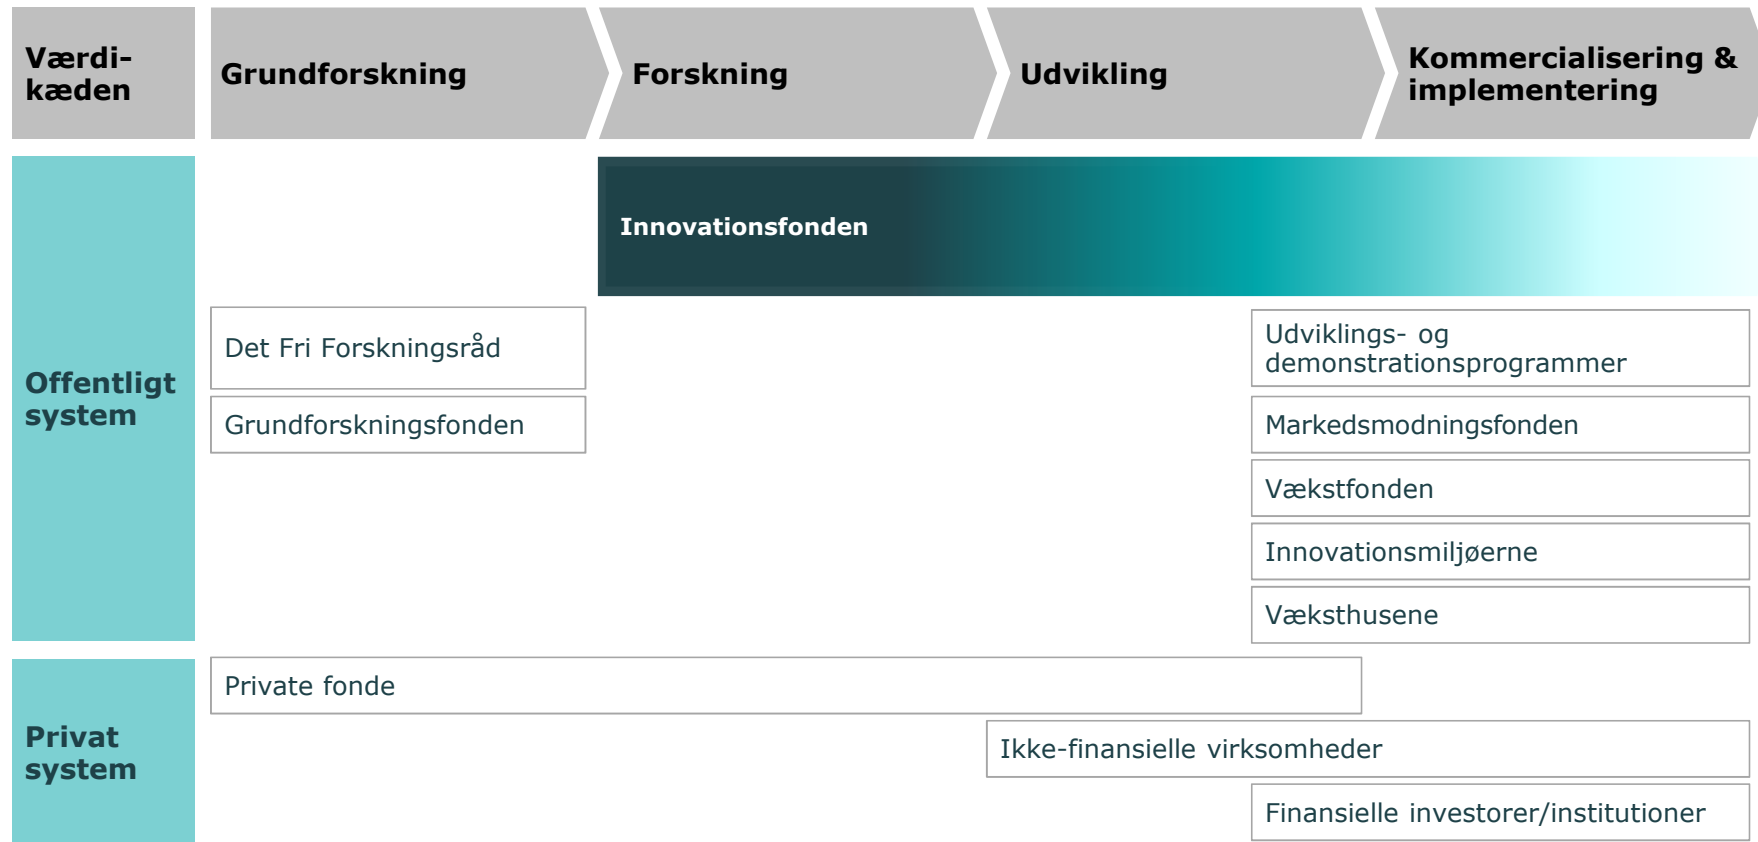 Værdi-
kæden
Grundforskning
Forskning
Udvikling
Kommercialisering &
implementering
Offentligt
system
Innovationsfonden
Det Fri Forskningsråd
Grundforskningsfonden
Udviklings- og
demonstrationsprogrammer
Markedsmodningsfonden
Vækstfonden
Innovationsmiljøerne
Væksthusene
Privat
system
Private fonde
Ikke-finansielle virksomheder
Finansielle investorer/institutioner